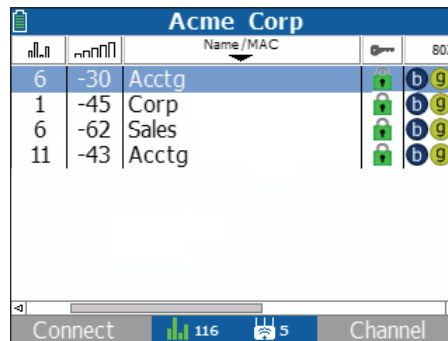 Acme Corp
Name/MAC 80
6 -30 Acctg b g
1 -45 Corp b g
6 -62 Sales b g
11 -43 Acctg b g
Connect 116 5 Channel